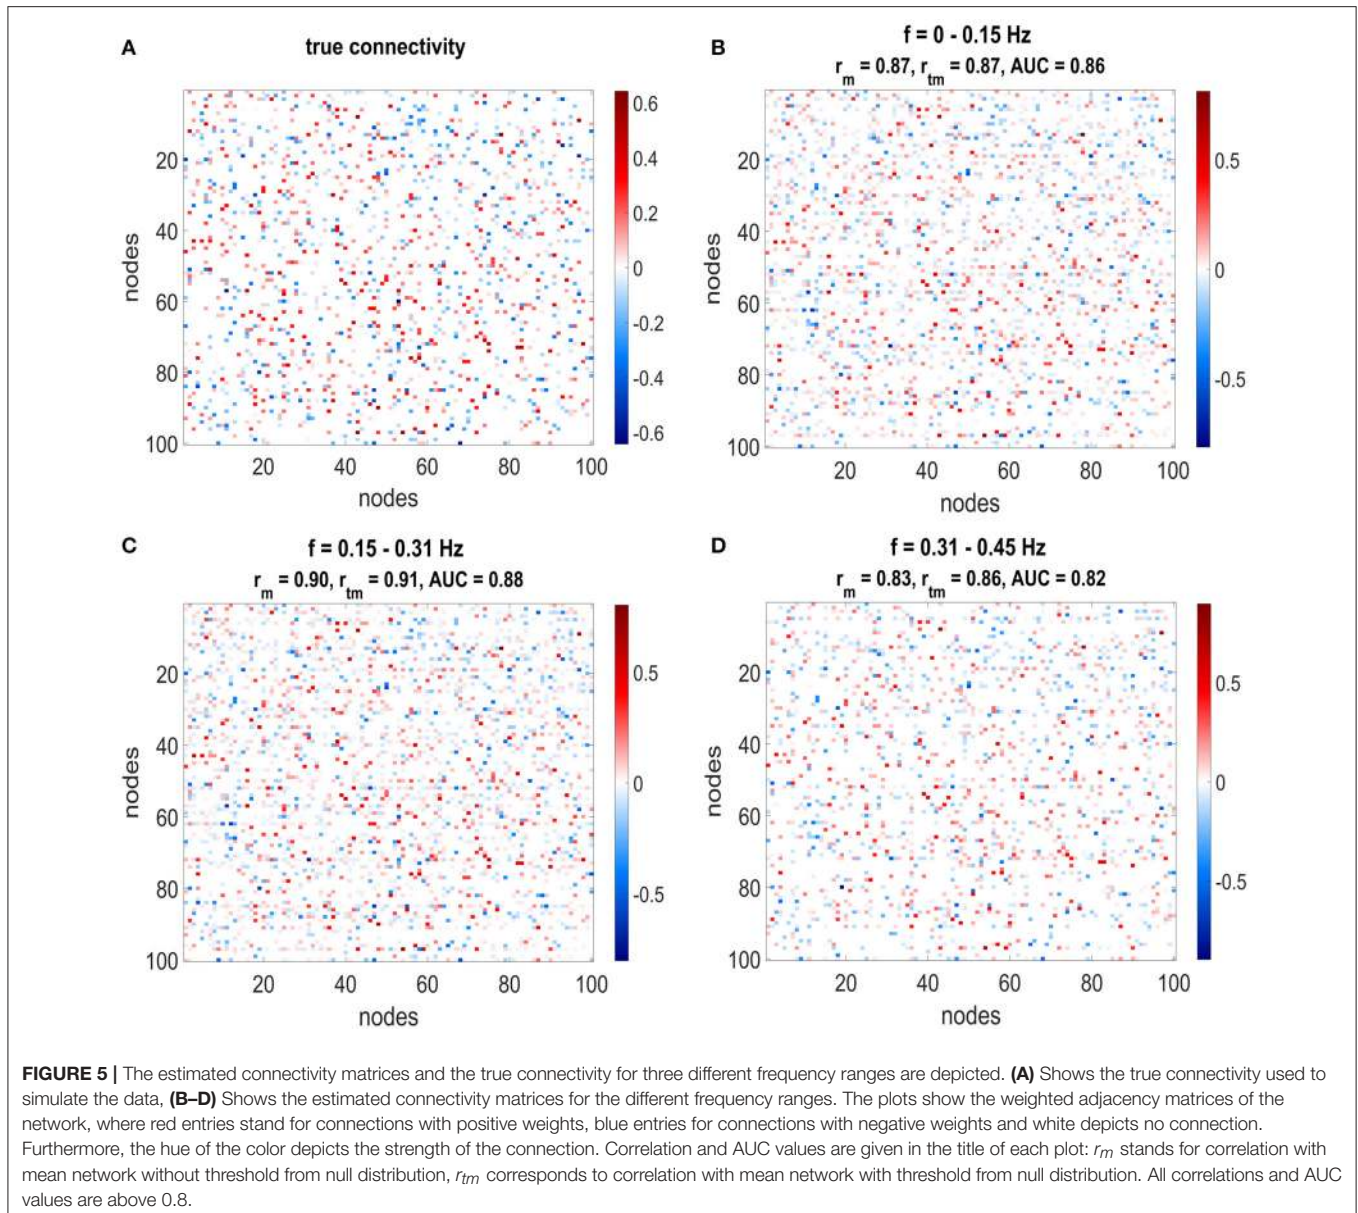 A
true connectivity
0.6
0.4
0.2
0
-0.2
-0.4
-0.6
20
40
60
80
100
nodes
20 40 60 80 100
nodes
B
f = 0 - 0.15 Hz
rm = 0.87, rtm = 0.87, AUC = 0.86
0.5
0
-0.5
20
40
60
80
100
nodes
20 40 60 80 100
nodes
C
f = 0.15 - 0.31 Hz
rm = 0.90, rtm = 0.91, AUC = 0.88
0.5
0
-0.5
20
40
60
80
100
nodes
20 40 60 80 100
nodes
D
f = 0.31 - 0.45 Hz
rm = 0.83, rtm = 0.86, AUC = 0.82
0.5
0
-0.5
20
40
60
80
100
nodes
20 40 60 80 100
nodes
FIGURE 5 | The estimated connectivity matrices and the true connectivity for three different frequency ranges are depicted. (A) Shows the true connectivity used to
simulate the data, (B–D) Shows the estimated connectivity matrices for the different frequency ranges. The plots show the weighted adjacency matrices of the
network, where red entries stand for connections with positive weights, blue entries for connections with negative weights and white depicts no connection.
Furthermore, the hue of the color depicts the strength of the connection. Correlation and AUC values are given in the title of each plot: rm stands for correlation with
mean network without threshold from null distribution, rtm corresponds to correlation with mean network with threshold from null distribution. All correlations and AUC
values are above 0.8.